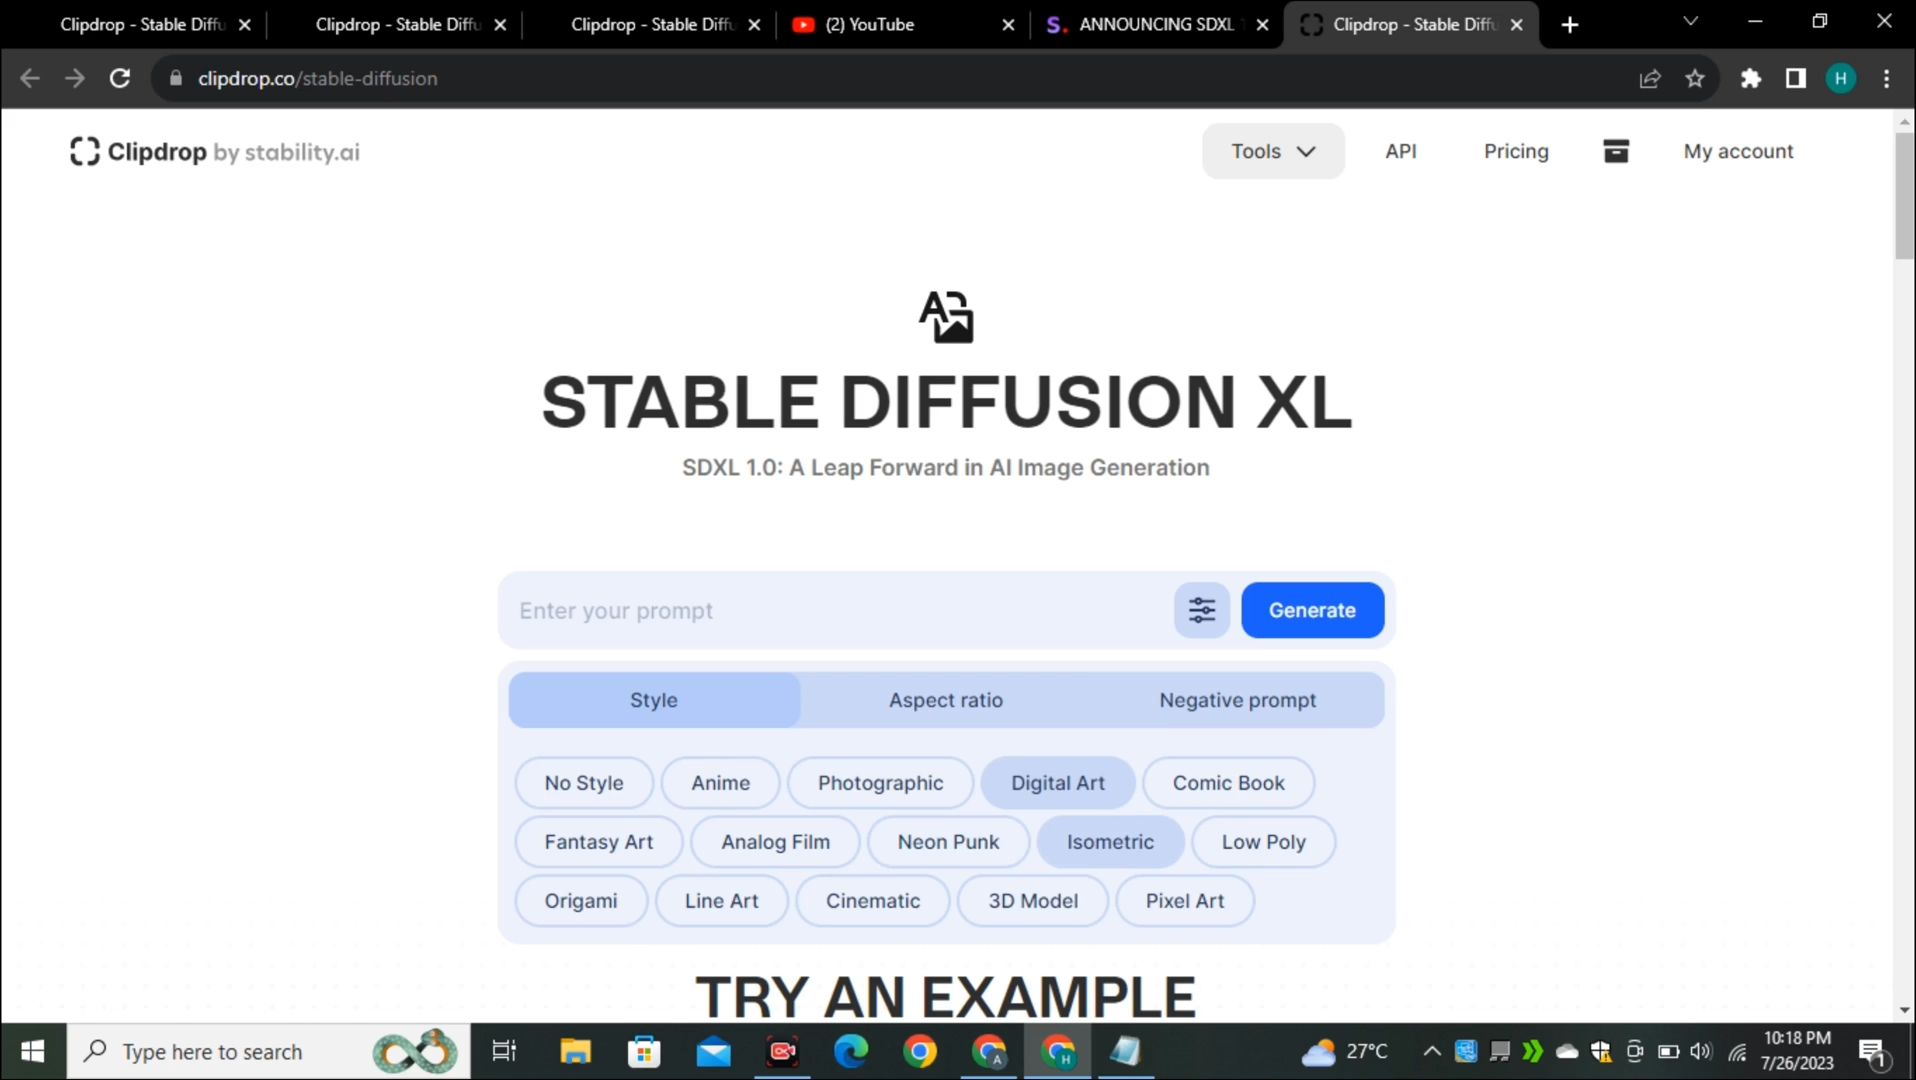 Clipdrop - Stable Diffu
Clipdrop - Stable Diffu
Clipdrop - Stable Diffu
(2) YouTube
S. ANNOUNCING SDXL
Clipdrop - Stable Diffu
clipdrop.co/stable-diffusion
H
Clipdrop by stability.ai
Tools
API
Pricing
My account
STABLE DIFFUSION XL
SDXL 1.0: A Leap Forward in AI Image Generation
Enter your prompt
Generate
Style
Aspect ratio
Negative prompt
No Style
Anime
Photographic
Digital Art
Comic Book
Fantasy Art
Analog Film
Neon Punk
Isometric
Low Poly
Origami
Line Art
Cinematic
3D Model
Pixel Art
TRY AN EXAMPLE
Type here to search
A
H
27°C
10:18 PM
7/26/2023
1